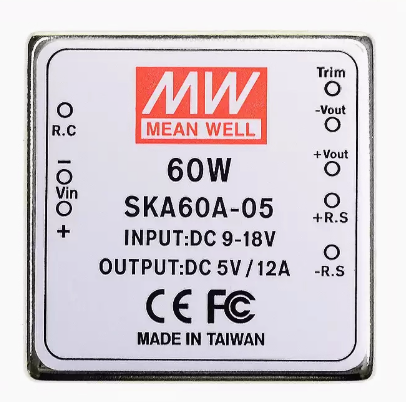 MW
MEAN WELL
Trim
-Vout
+Vout
+R.S
-R.S
R.C
−
Vin
+
60W
SKA60A-05
INPUT:DC 9-18V
OUTPUT:DC 5V/12A
CE FC
MADE IN TAIWAN